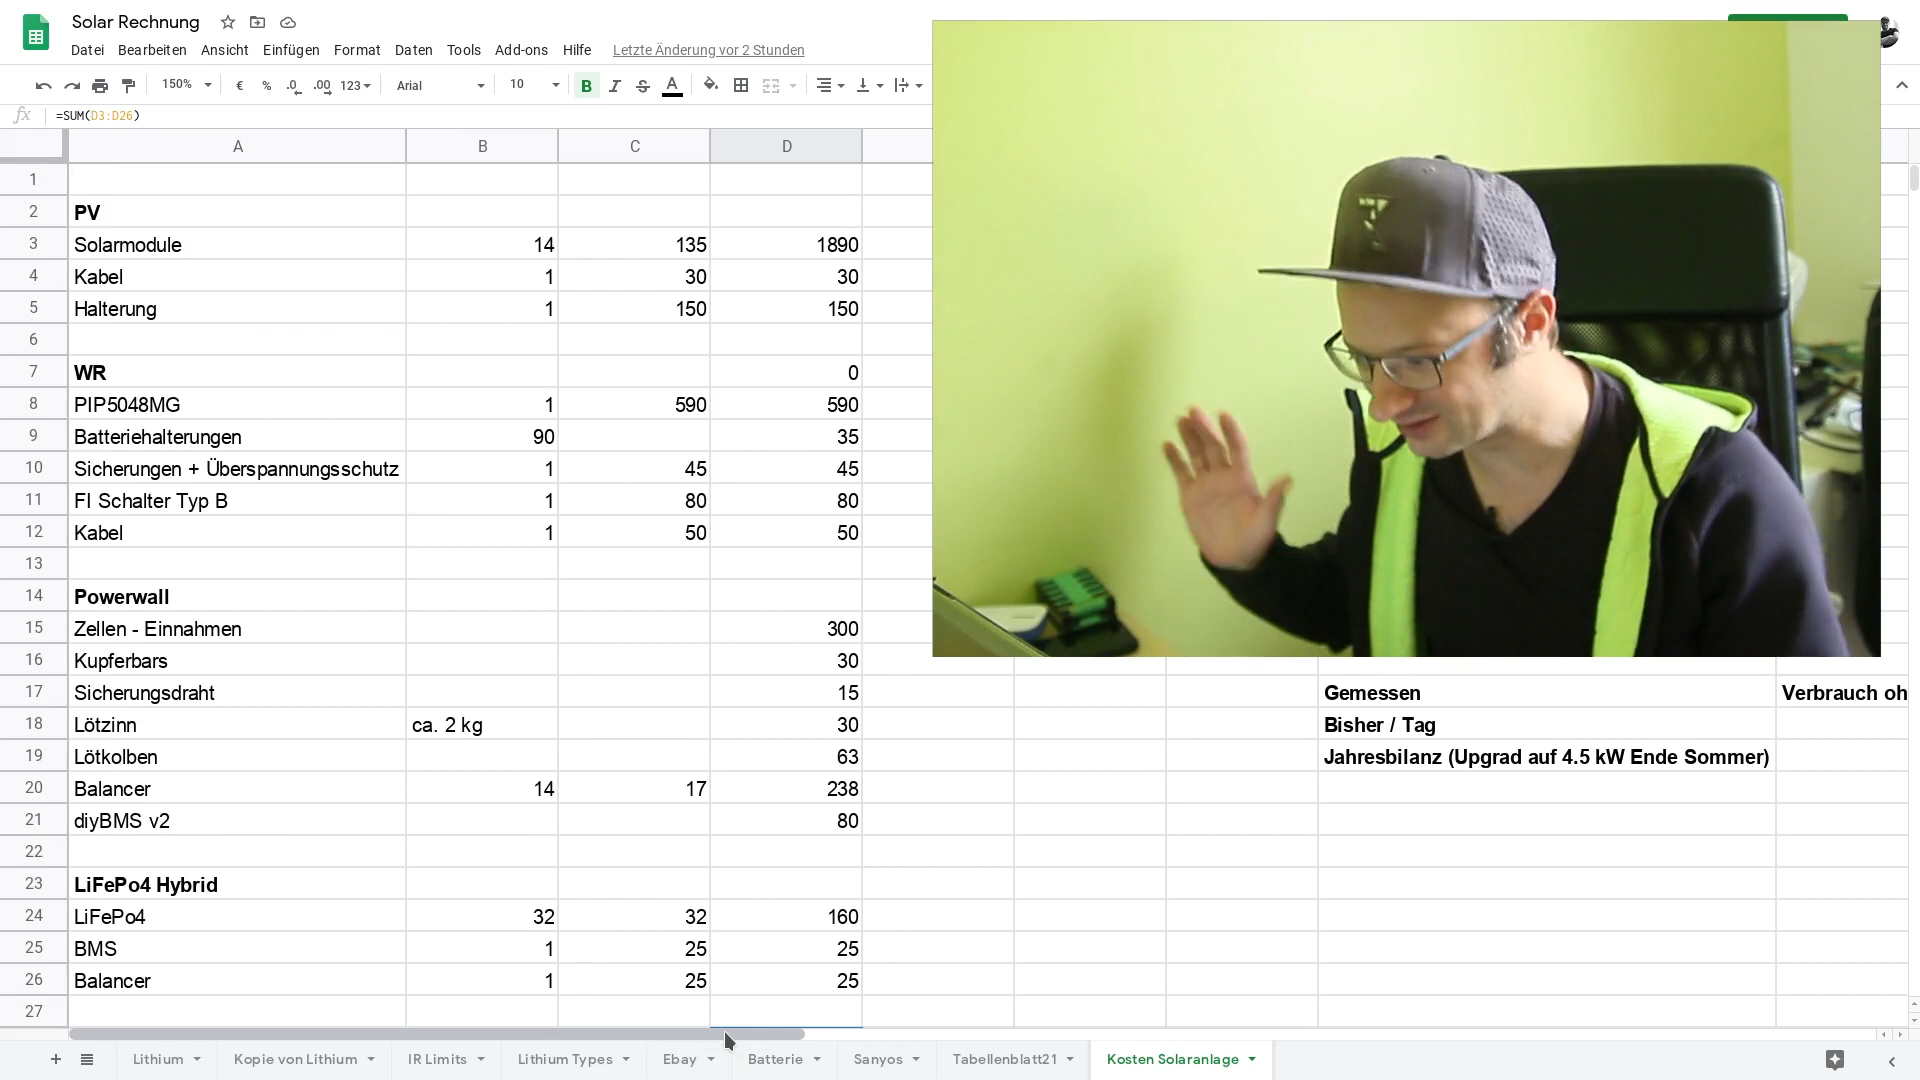 Solar Rechnung
Datei Bearbeiten Ansicht Einfügen Format Daten Tools Add-ons Hilfe Letzte Änderung vor 2 Stunden
150% € % .0 .00 123 Arial 10 B I S A
fx =SUM(D3:D26)
A B C D
1
2 PV
3 Solarmodule 14 135 1890
4 Kabel 1 30 30
5 Halterung 1 150 150
6
7 WR 0
8 PIP5048MG 1 590 590
9 Batteriehalterungen 90 35
10 Sicherungen + Überspannungsschutz 1 45 45
11 FI Schalter Typ B 1 80 80
12 Kabel 1 50 50
13
14 Powerwall
15 Zellen - Einnahmen 300
16 Kupferbars 30
17 Sicherungsdraht 15 Gemessen Verbrauch oh
18 Lötzinn ca. 2 kg 30 Bisher / Tag
19 Lötkolben 63 Jahresbilanz (Upgrad auf 4.5 kW Ende Sommer)
20 Balancer 14 17 238
21 diyBMS v2 80
22
23 LiFePo4 Hybrid
24 LiFePo4 32 32 160
25 BMS 1 25 25
26 Balancer 1 25 25
27
Lithium Kopie von Lithium IR Limits Lithium Types Ebay Batterie Sanyos Tabellenblatt21 Kosten Solaranlage